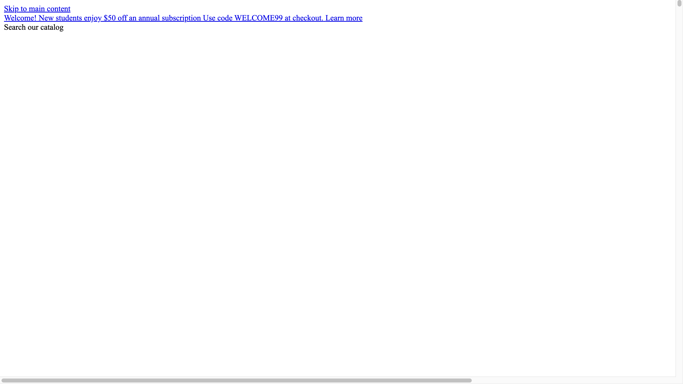 Skip to main content
Welcome! New students enjoy $50 off an annual subscription Use code WELCOME99 at checkout. Learn more
Search our catalog